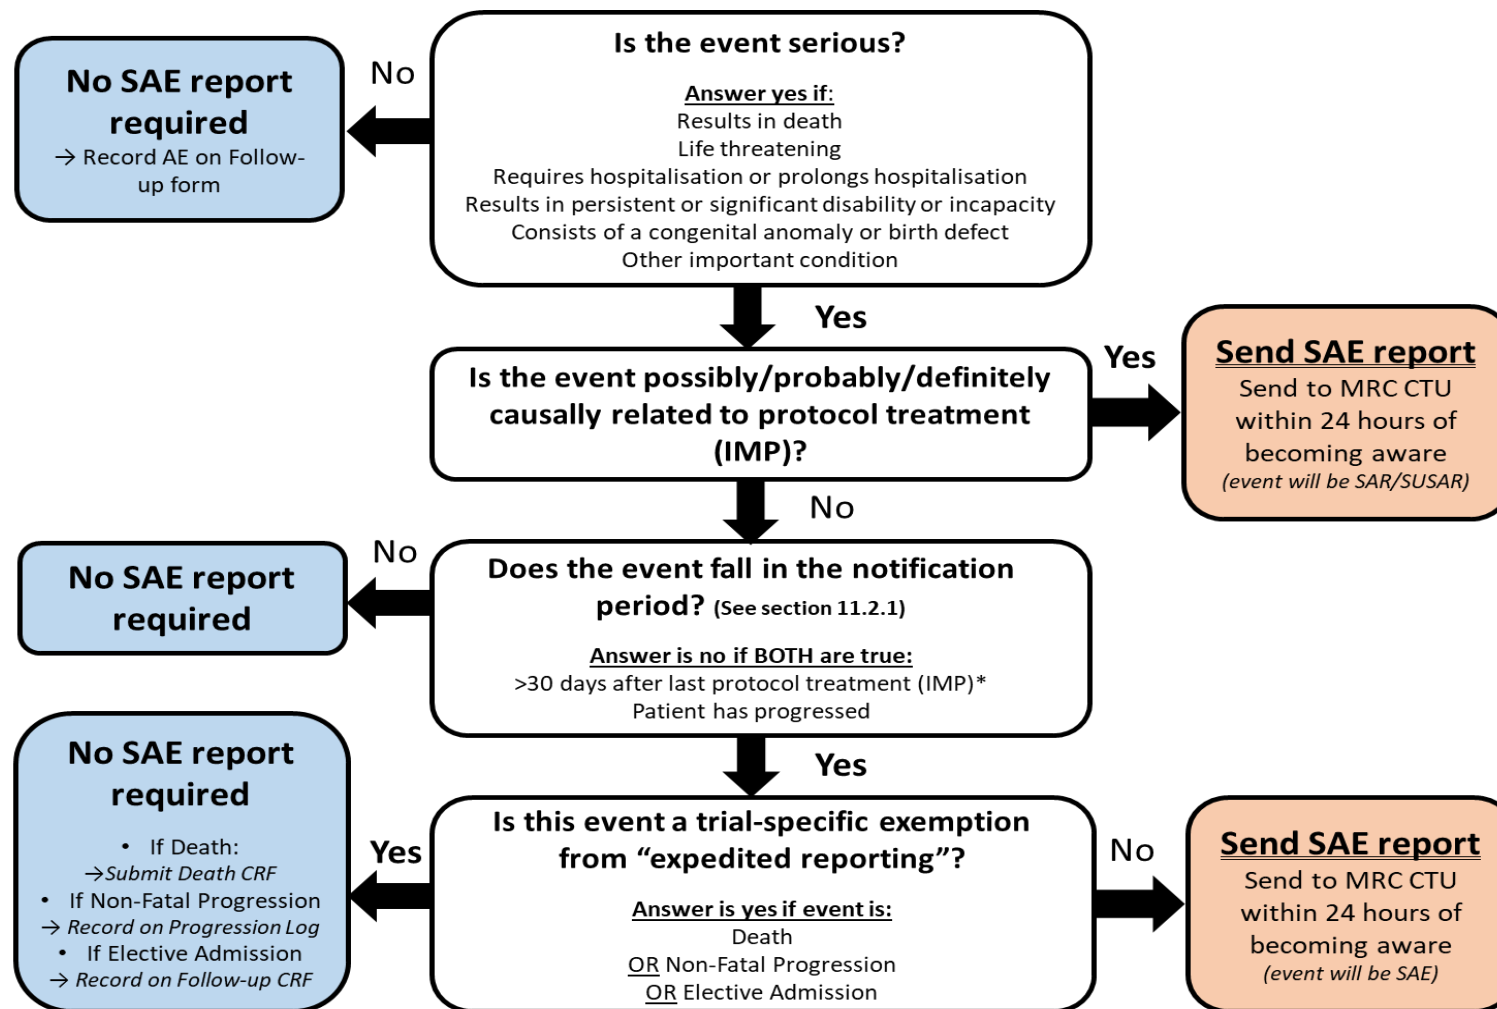 Is the event serious?
Answer yes if:
Results in death
Life threatening
Requires hospitalisation or prolongs hospitalisation
Results in persistent or significant disability or incapacity
Consists of a congenital anomaly or birth defect
Other important condition
No
No SAE report
required
→ Record AE on Follow-
up form
Yes
Is the event possibly/probably/definitely
causally related to protocol treatment
(IMP)?
Yes
Send SAE report
Send to MRC CTU
within 24 hours of
becoming aware
(event will be SAR/SUSAR)
No
Does the event fall in the notification
period? (See section 11.2.1)
Answer is no if BOTH are true:
>30 days after last protocol treatment (IMP)*
Patient has progressed
No
No SAE report
required
Yes
Is this event a trial-specific exemption
from “expedited reporting”?
Answer is yes if event is:
Death
OR Non-Fatal Progression
OR Elective Admission
Yes
No SAE report
required
• If Death:
→Submit Death CRF
• If Non-Fatal Progression
→ Record on Progression Log
• If Elective Admission
→ Record on Follow-up CRF
No
Send SAE report
Send to MRC CTU
within 24 hours of
becoming aware
(event will be SAE)